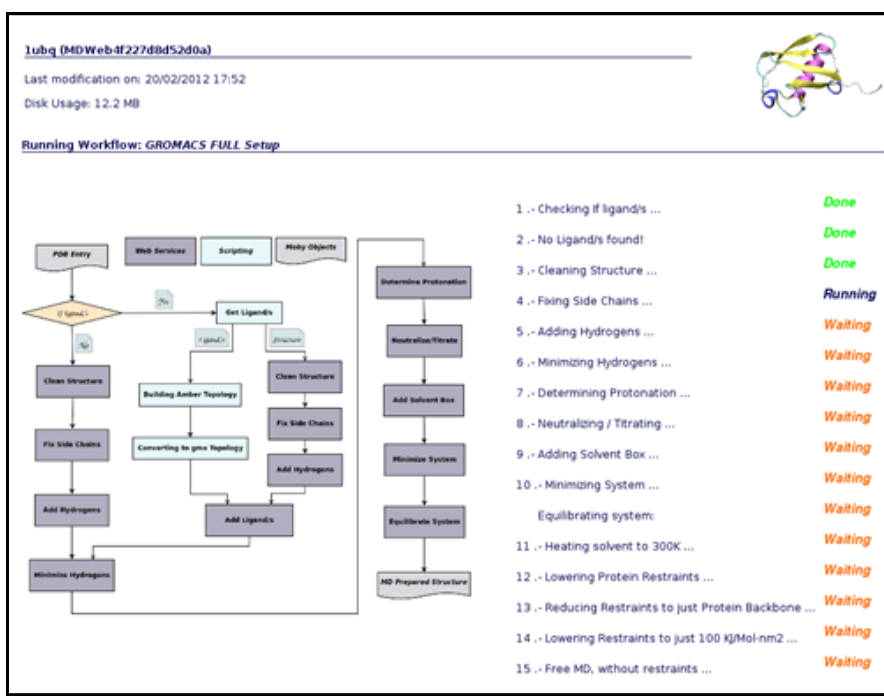 1ubq (MDWeb4f227d8d52d0a)
Last modification on: 20/02/2012 17:52
Disk Usage: 12.2 MB
Running Workflow: GROMACS FULL Setup
PDB Entry
Web Services
Scripting
Moby Objects
If ligand/s
Yes
No
Get Ligand/s
Ligand/s
Structure
Clean Structure
Fix Side Chains
Add Hydrogens
Minimize Hydrogens
Building Amber Topology
Converting to gmx Topology
Clean Structure
Fix Side Chains
Add Hydrogens
Add Ligand/s
Determine Protonation
Neutralize/Titrate
Add Solvent Box
Minimize System
Equilibrate System
MD Prepared Structure
1 .- Checking If ligand/s ... Done
2 .- No Ligand/s found! Done
3 .- Cleaning Structure ... Done
4 .- Fixing Side Chains ... Running
5 .- Adding Hydrogens ... Waiting
6 .- Minimizing Hydrogens ... Waiting
7 .- Determining Protonation ... Waiting
8 .- Neutralizing / Titrating ... Waiting
9 .- Adding Solvent Box ... Waiting
10 .- Minimizing System ... Waiting
Equilibrating system: Waiting
11 .- Heating solvent to 300K ... Waiting
12 .- Lowering Protein Restraints ... Waiting
13 .- Reducing Restraints to just Protein Backbone ... Waiting
14 .- Lowering Restraints to just 100 KJ/Mol·nm2 ... Waiting
15 .- Free MD, without restraints ... Waiting